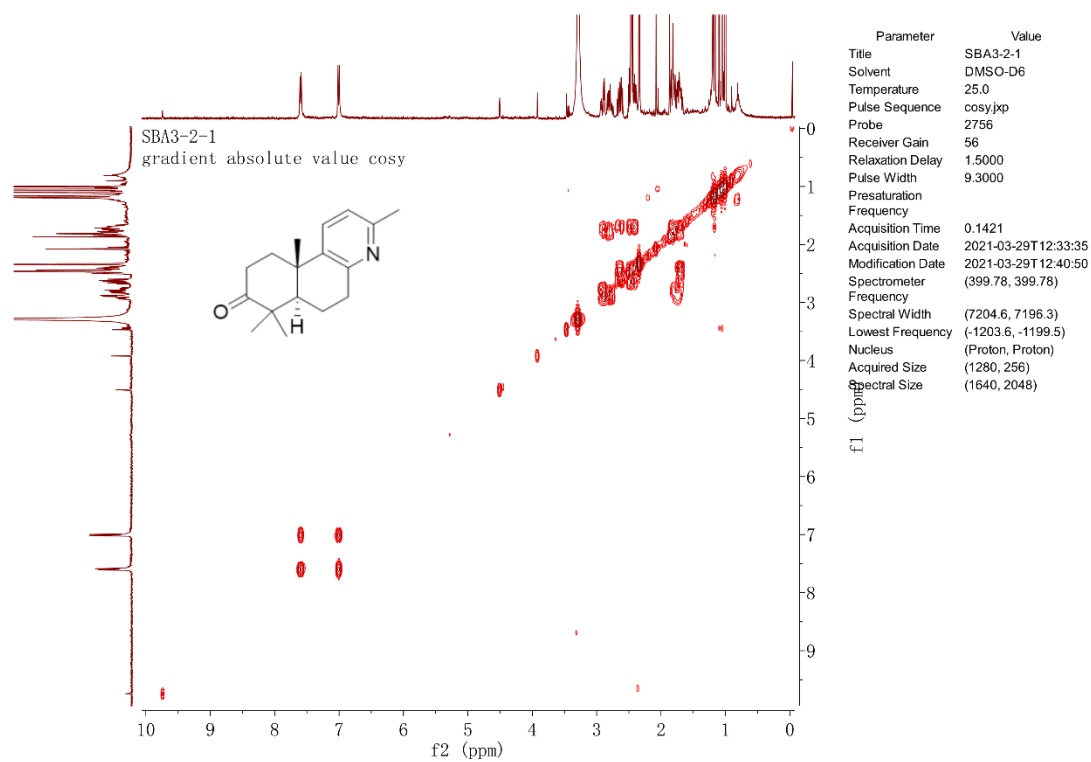 SBA3-2-1
gradient absolute value cosy
N
O
H
0
1
2
3
4
5
6
7
8
9
f1 (ppm)
10 9 8 7 6 5 4 3 2 1 0
f2 (ppm)
Parameter Value
Title SBA3-2-1
Solvent DMSO-D6
Temperature 25.0
Pulse Sequence cosy.jxp
Probe 2756
Receiver Gain 56
Relaxation Delay 1.5000
Pulse Width 9.3000
Presaturation
Frequency
Acquisition Time 0.1421
Acquisition Date 2021-03-29T12:33:35
Modification Date 2021-03-29T12:40:50
Spectrometer (399.78, 399.78)
Frequency
Spectral Width (7204.6, 7196.3)
Lowest Frequency (-1203.6, -1199.5)
Nucleus (Proton, Proton)
Acquired Size (1280, 256)
Spectral Size (1640, 2048)